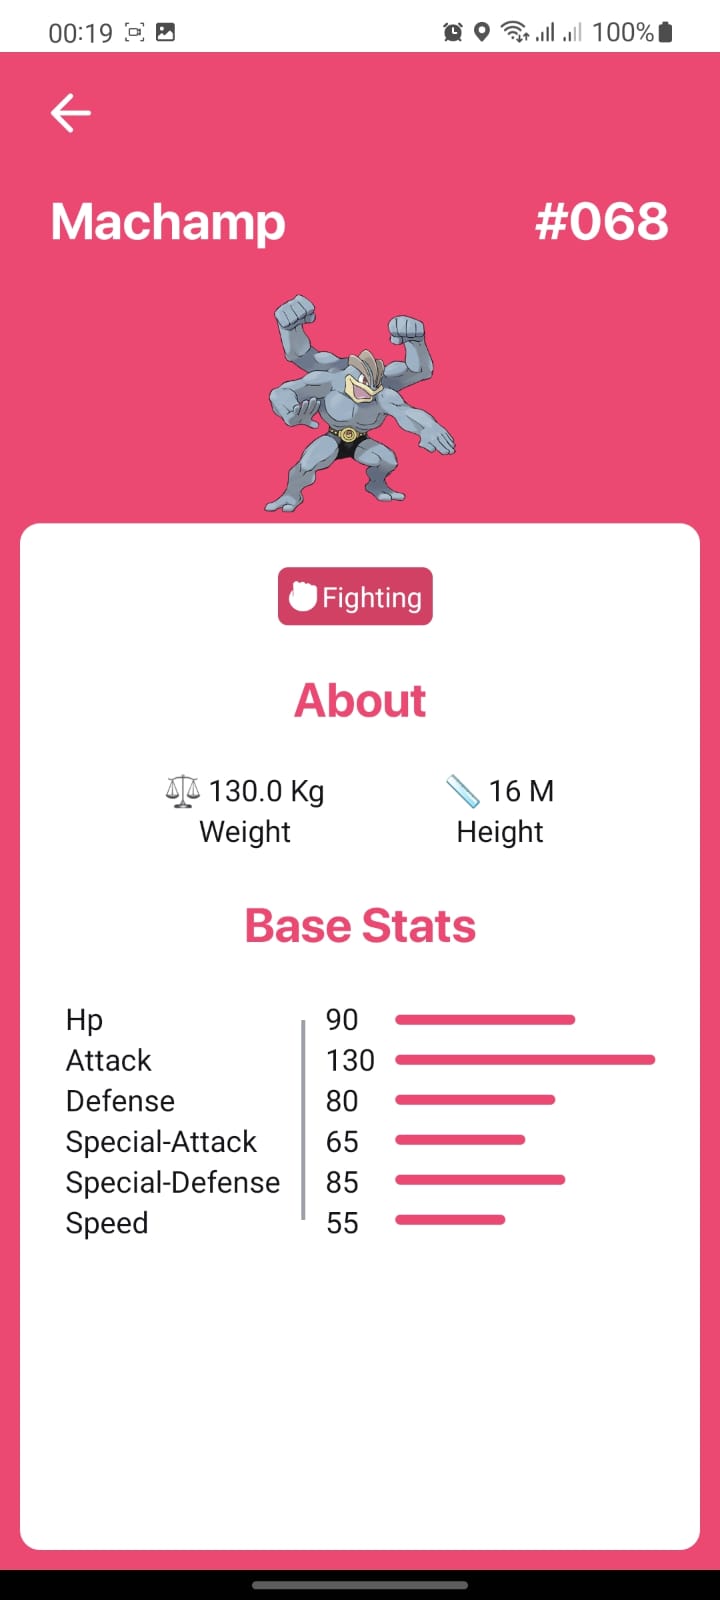 00:19 100%
Machamp #068
Fighting
About
130.0 Kg 16 M
Weight Height
Base Stats
Hp 90
Attack 130
Defense 80
Special-Attack 65
Special-Defense 85
Speed 55